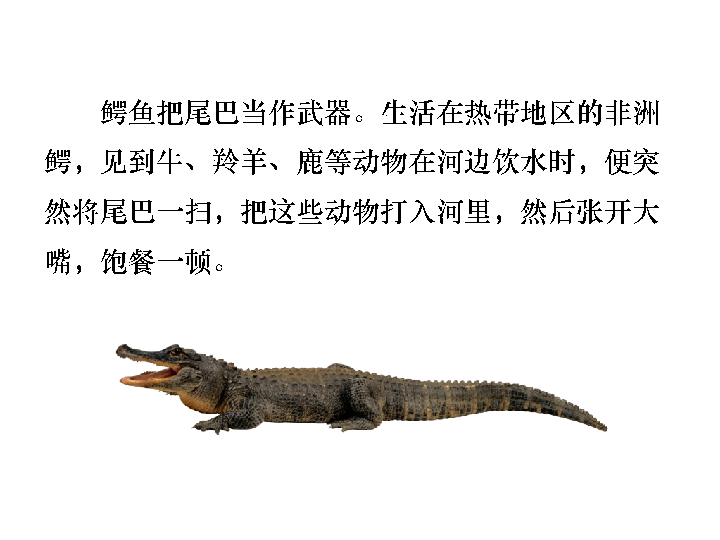 鳄鱼把尾巴当作武器。生活在热带地区的非洲
鳄，见到牛、羚羊、鹿等动物在河边饮水时，便突
然将尾巴一扫，把这些动物打入河里，然后张开大
嘴，饱餐一顿。